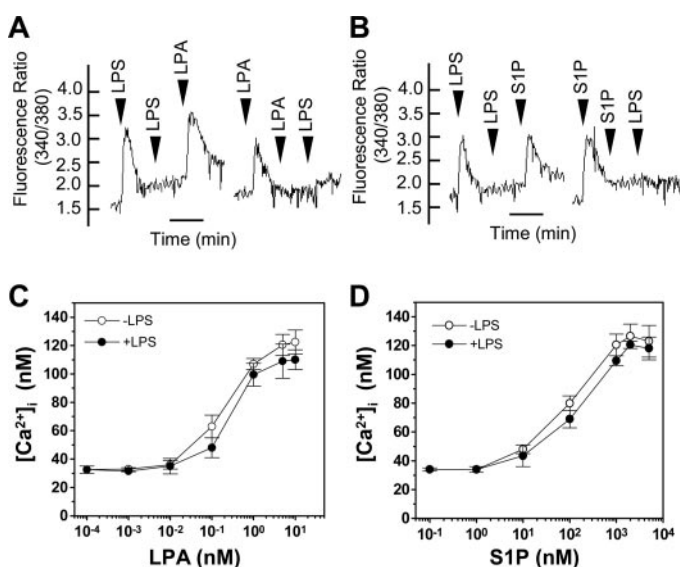 A
Fluorescence Ratio
(340/380)
4.0
3.5
3.0
2.5
2.0
1.5
LPS
LPS
LPA
LPA
LPA
LPS
Time (min)
B
Fluorescence Ratio
(340/380)
4.0
3.5
3.0
2.5
2.0
1.5
LPS
LPS
S1P
S1P
S1P
LPS
Time (min)
C
[Ca²⁺]i (nM)
140
120
100
80
60
40
20
0
-LPS
+LPS
10⁻⁴ 10⁻³ 10⁻² 10⁻¹ 10⁰ 10¹
LPA (nM)
D
[Ca²⁺]i (nM)
140
120
100
80
60
40
20
0
-LPS
+LPS
10⁻¹ 10⁰ 10¹ 10² 10³ 10⁴
S1P (nM)